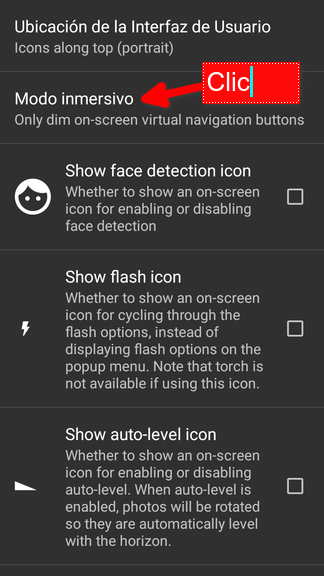 Ubicación de la Interfaz de Usuario
Icons along top (portrait)
Clic
Modo inmersivo
Only dim on-screen virtual navigation buttons
Show face detection icon
Whether to show an on-screen
icon for enabling or disabling
face detection
Show flash icon
Whether to show an on-screen
icon for cycling through the
flash options, instead of
displaying flash options on the
popup menu. Note that torch is
not available if using this icon.
Show auto-level icon
Whether to show an on-screen
icon for enabling or disabling
auto-level. When auto-level is
enabled, photos will be rotated
so they are automatically level
with the horizon.